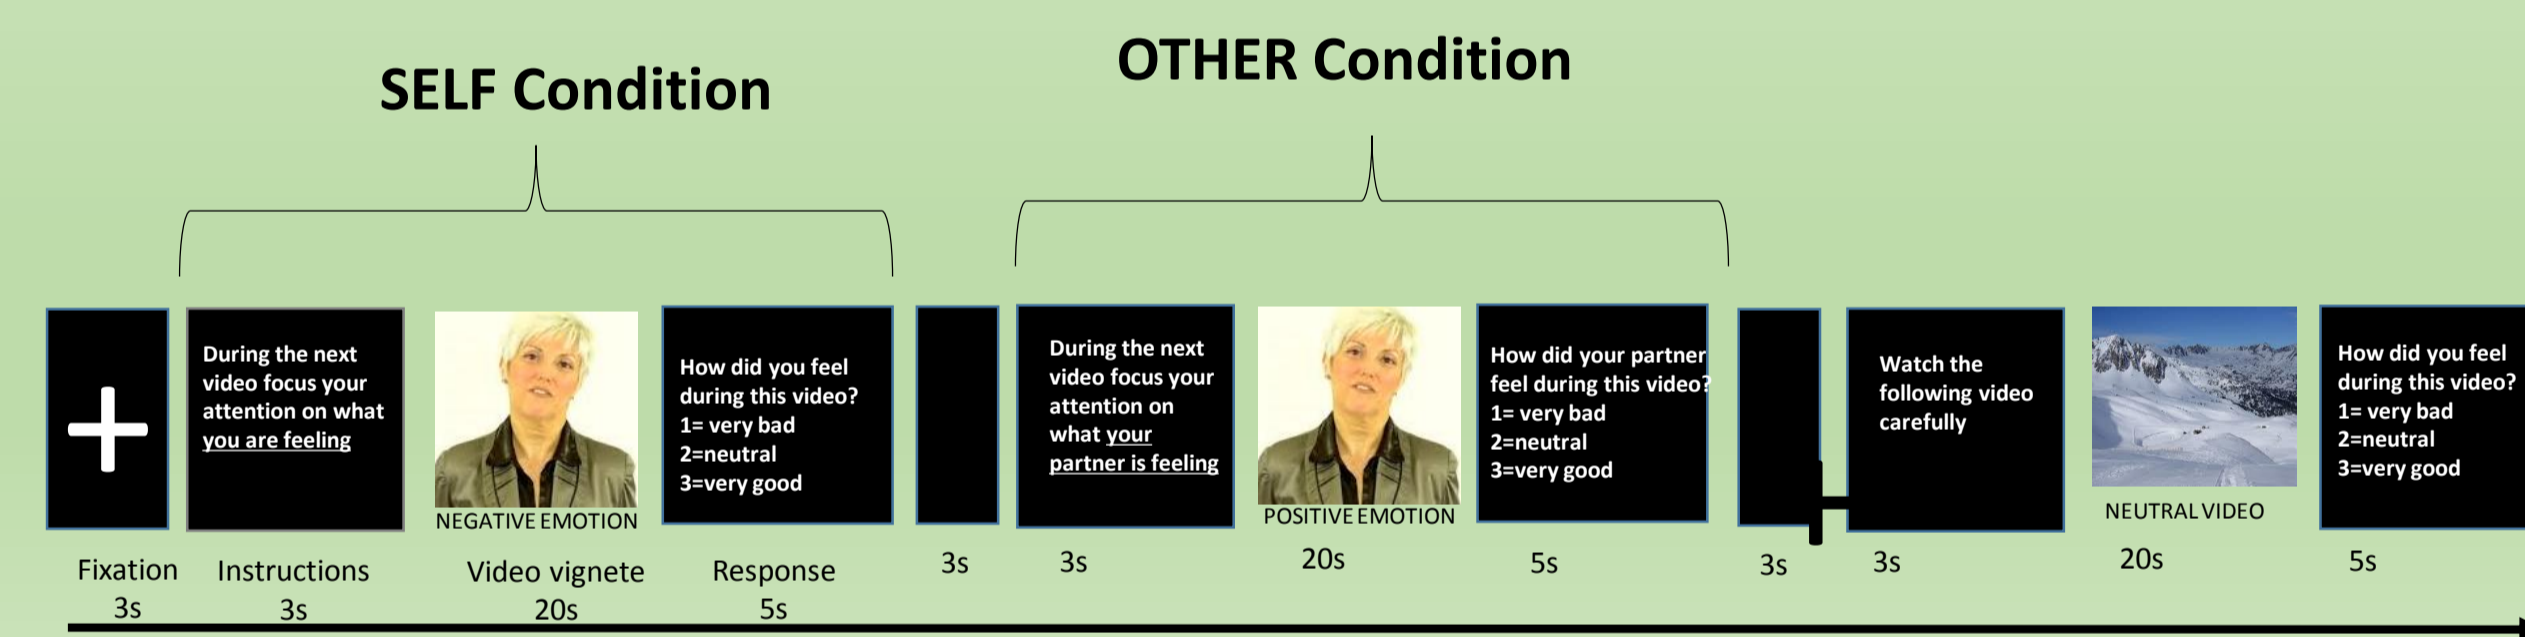 SELF Condition
OTHER Condition
During the next
video focus your
attention on what
you are feeling
NEGATIVE EMOTION
How did you feel
during this video?
1= very bad
2=neutral
3=very good
During the next
video focus your
attention on
what your
partner is feeling
POSITIVE EMOTION
How did your partner
feel during this video?
1= very bad
2=neutral
3=very good
Watch the
following video
carefully
NEUTRAL VIDEO
How did you feel
during this video?
1= very bad
2=neutral
3=very good
Fixation
3s
Instructions
3s
Video vignete
20s
Response
5s
3s
3s
20s
5s
3s
3s
20s
5s